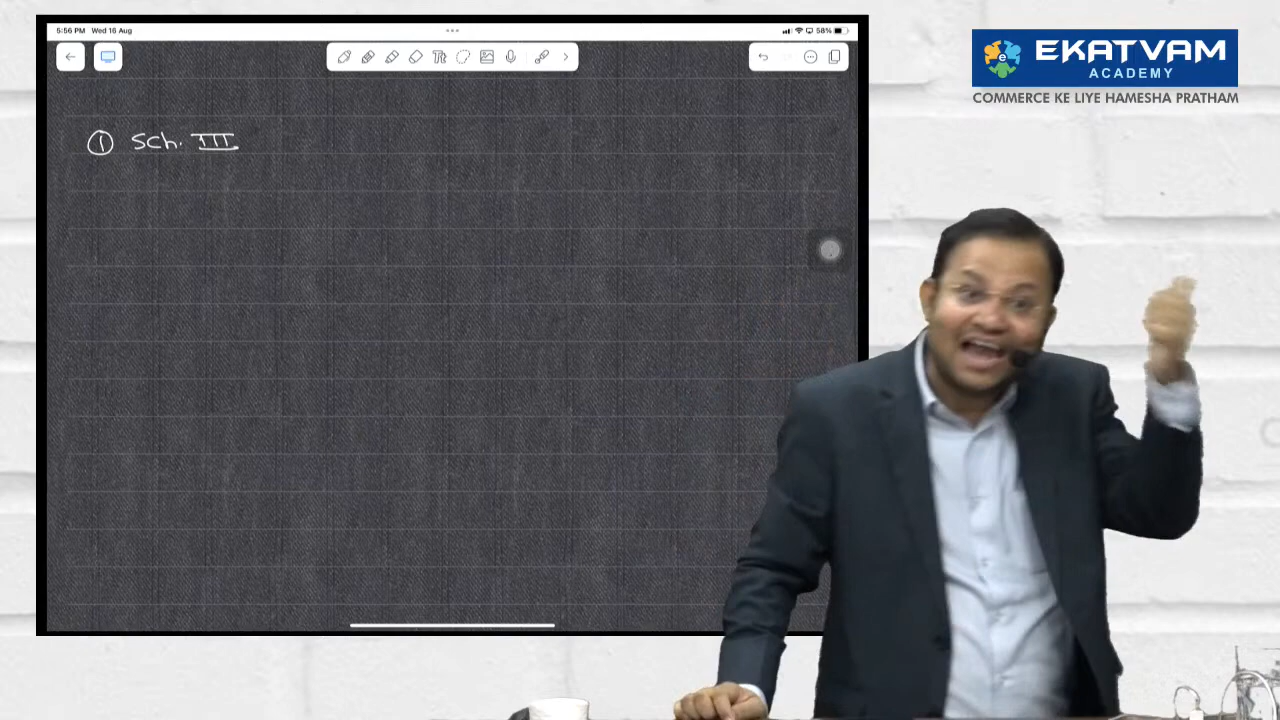 5:56 PM Wed 16 Aug
58%
EKATVAM
ACADEMY
COMMERCE KE LIYE HAMESHA PRATHAM
① Sch. III